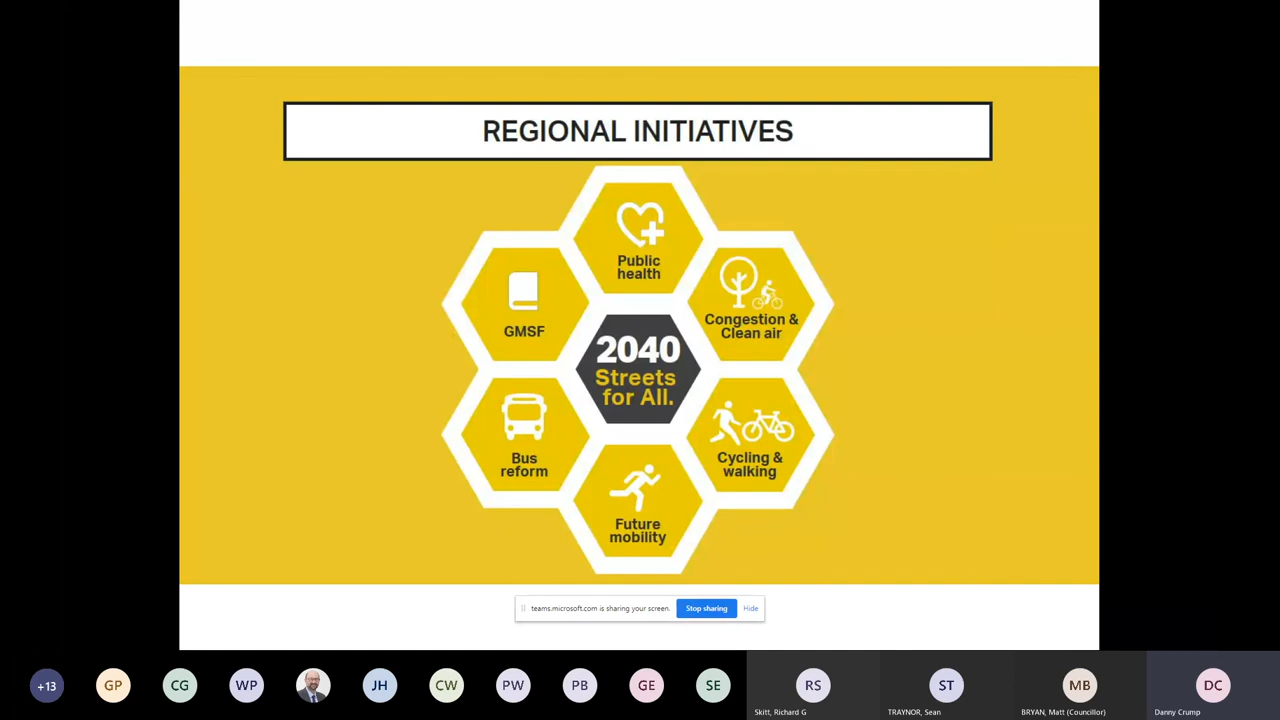 REGIONAL INITIATIVES
Public
health
GMSF
Congestion &
Clean air
2040
Streets
for All.
Bus
reform
Cycling &
walking
Future
mobility
teams.microsoft.com is sharing your screen.
Stop sharing
Hide
+13
GP
CG
WP
JH
CW
PW
PB
GE
SE
RS
ST
MB
DC
Skitt, Richard G
TRAYNOR, Sean
BRYAN, Matt (Councillor)
Danny Crump